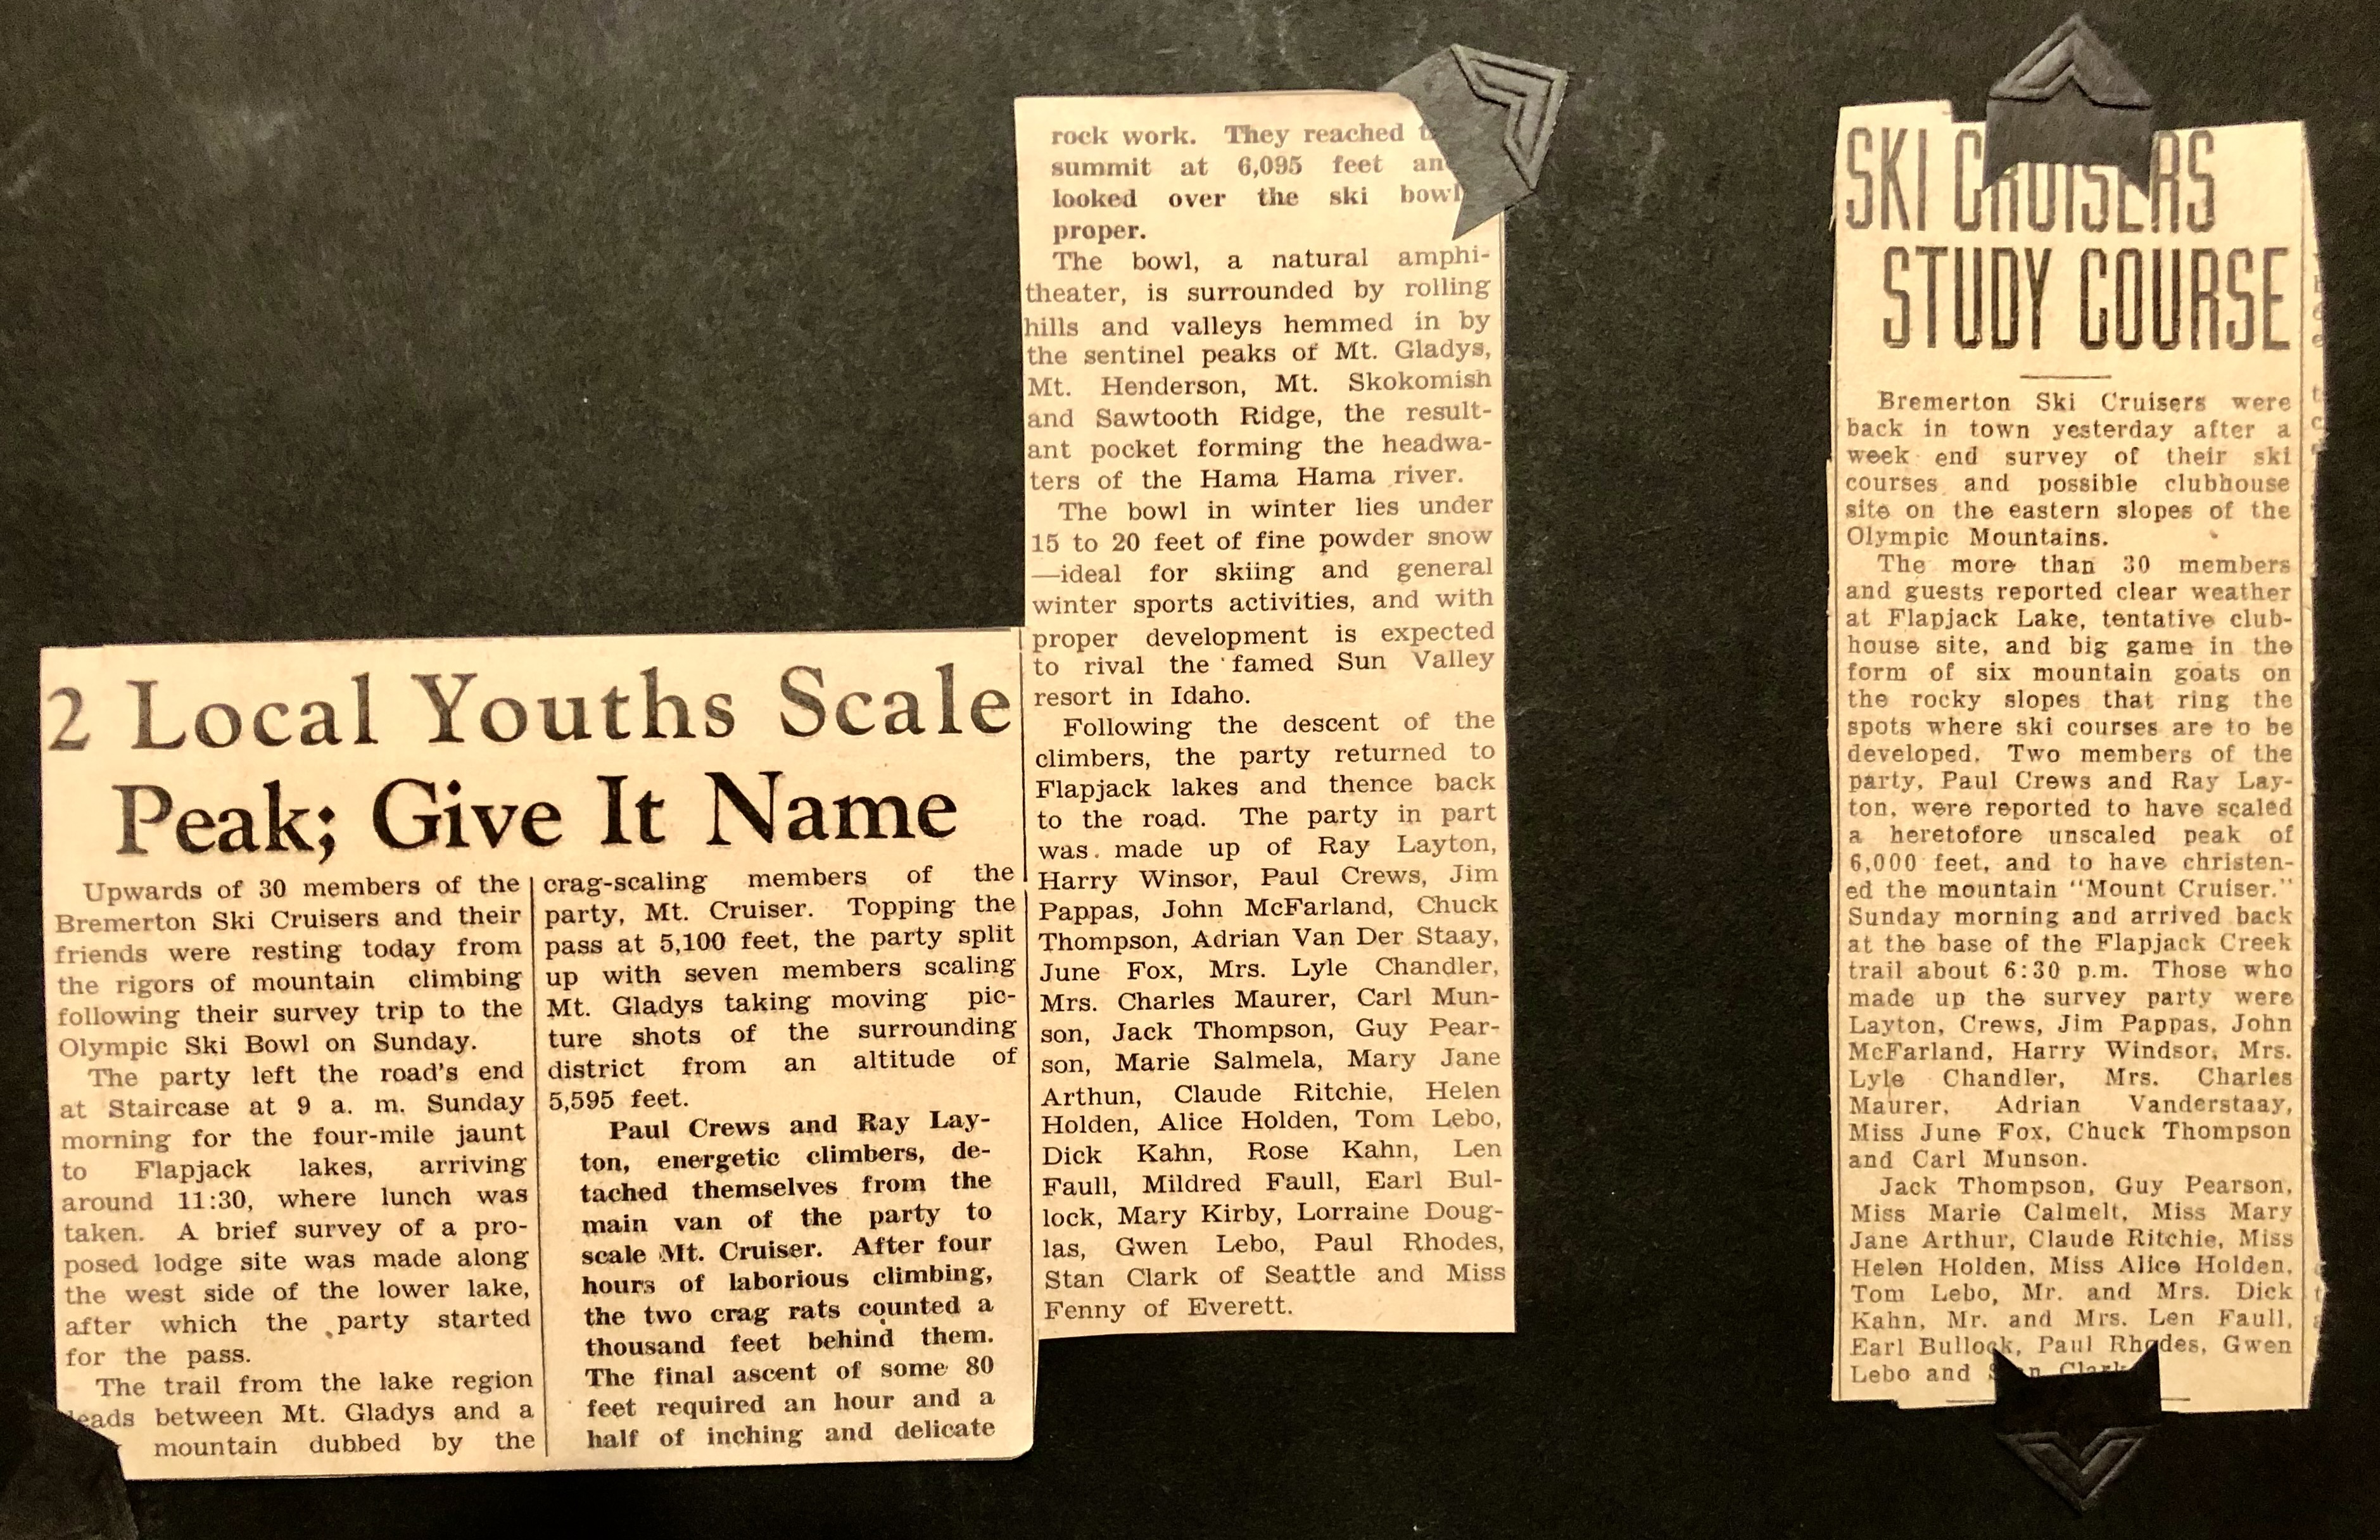 2 Local Youths Scale
Peak; Give It Name
Upwards of 30 members of the
Bremerton Ski Cruisers and their
friends were resting today from
the rigors of mountain climbing
following their survey trip to the
Olympic Ski Bowl on Sunday.
The party left the road's end
at Staircase at 9 a. m. Sunday
morning for the four-mile jaunt
to Flapjack lakes, arriving
around 11:30, where lunch was
taken. A brief survey of a pro-
posed lodge site was made along
the west side of the lower lake,
after which the party started
for the pass.
The trail from the lake region
leads between Mt. Gladys and a
mountain dubbed by the
crag-scaling members of the
party, Mt. Cruiser. Topping the
pass at 5,100 feet, the party split
up with seven members scaling
Mt. Gladys taking moving pic-
ture shots of the surrounding
district from an altitude of
5,595 feet.
Paul Crews and Ray Lay-
ton, energetic climbers, de-
tached themselves from the
main van of the party to
scale Mt. Cruiser. After four
hours of laborious climbing,
the two crag rats counted a
thousand feet behind them.
The final ascent of some 80
feet required an hour and a
half of inching and delicate
rock work. They reached
summit at 6,095 feet an
looked over the ski bowl
proper.
The bowl, a natural amphi-
theater, is surrounded by rolling
hills and valleys hemmed in by
the sentinel peaks of Mt. Gladys,
Mt. Henderson, Mt. Skokomish
and Sawtooth Ridge, the result-
ant pocket forming the headwa-
ters of the Hama Hama river.
The bowl in winter lies under
15 to 20 feet of fine powder snow
—ideal for skiing and general
winter sports activities, and with
proper development is expected
to rival the famed Sun Valley
resort in Idaho.
Following the descent of the
climbers, the party returned to
Flapjack lakes and thence back
to the road. The party in part
was made up of Ray Layton,
Harry Winsor, Paul Crews, Jim
Pappas, John McFarland, Chuck
Thompson, Adrian Van Der Staay,
June Fox, Mrs. Lyle Chandler,
Mrs. Charles Maurer, Carl Mun-
son, Jack Thompson, Guy Pear-
son, Marie Salmela, Mary Jane
Arthun, Claude Ritchie, Helen
Holden, Alice Holden, Tom Lebo,
Dick Kahn, Rose Kahn, Len
Faull, Mildred Faull, Earl Bul-
lock, Mary Kirby, Lorraine Doug-
las, Gwen Lebo, Paul Rhodes,
Stan Clark of Seattle and Miss
Fenny of Everett.
SKI CRUISERS
STUDY COURSE
Bremerton Ski Cruisers were
back in town yesterday after a
week end survey of their ski
courses and possible clubhouse
site on the eastern slopes of the
Olympic Mountains.
The more than 30 members
and guests reported clear weather
at Flapjack Lake, tentative club-
house site, and big game in the
form of six mountain goats on
the rocky slopes that ring the
spots where ski courses are to be
developed. Two members of the
party, Paul Crews and Ray Lay-
ton, were reported to have scaled
a heretofore unscaled peak of
6,000 feet, and to have christen-
ed the mountain "Mount Cruiser."
Sunday morning and arrived back
at the base of the Flapjack Creek
trail about 6:30 p.m. Those who
made up the survey party were
Layton, Crews, Jim Pappas, John
McFarland, Harry Windsor, Mrs.
Lyle Chandler, Mrs. Charles
Maurer, Adrian Vanderstaay,
Miss June Fox, Chuck Thompson
and Carl Munson.
Jack Thompson, Guy Pearson,
Miss Marie Calmelt, Miss Mary
Jane Arthur, Claude Ritchie, Miss
Helen Holden, Miss Alice Holden,
Tom Lebo, Mr. and Mrs. Dick
Kahn, Mr. and Mrs. Len Faull,
Earl Bullock, Paul Rhodes, Gwen
Lebo and Stan Clark